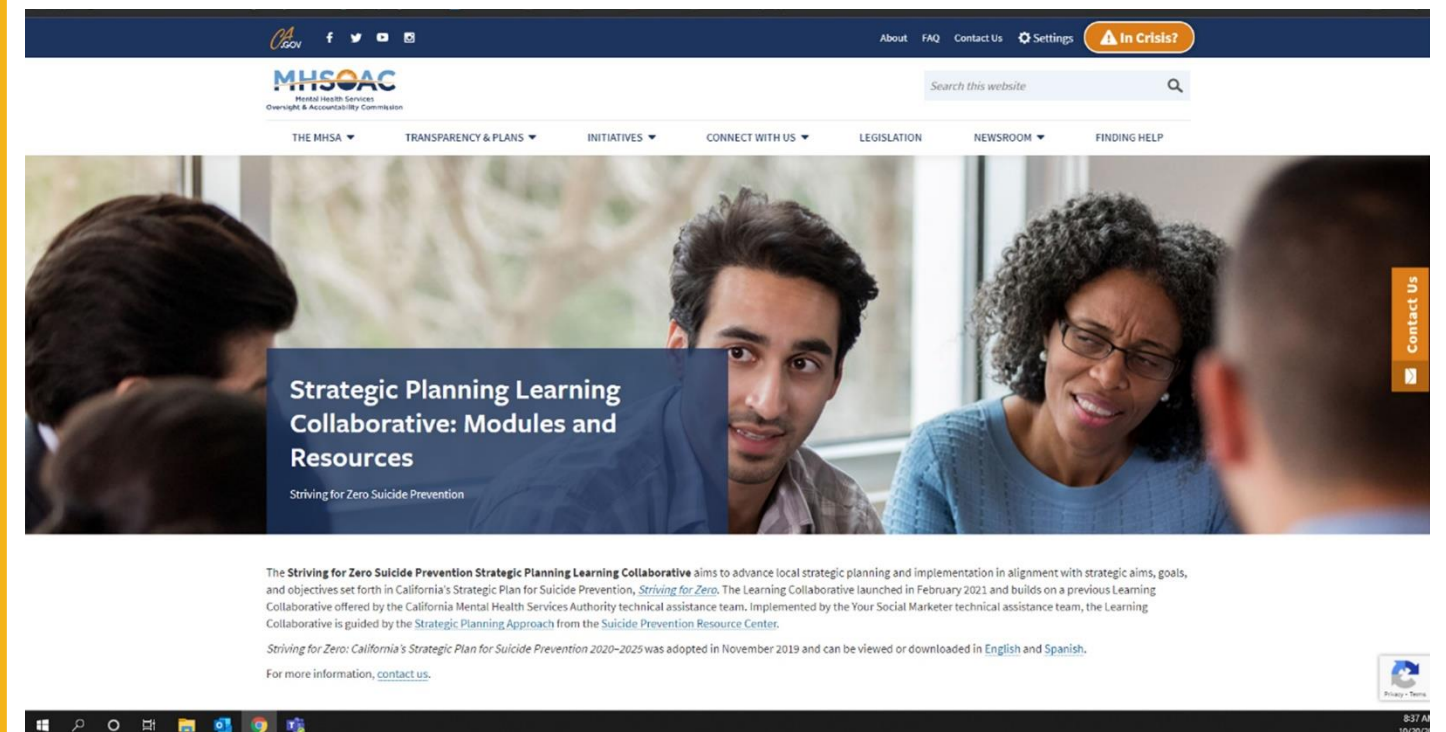 CA.GOV
About FAQ Contact Us Settings In Crisis?
MHSOAC
Mental Health Services
Oversight & Accountability Commission
Search this website
THE MHSA TRANSPARENCY & PLANS INITIATIVES CONNECT WITH US LEGISLATION NEWSROOM FINDING HELP
Contact Us
Strategic Planning Learning
Collaborative: Modules and
Resources
Striving for Zero Suicide Prevention
The Striving for Zero Suicide Prevention Strategic Planning Learning Collaborative aims to advance local strategic planning and implementation in alignment with strategic aims, goals,
and objectives set forth in California's Strategic Plan for Suicide Prevention, Striving for Zero. The Learning Collaborative launched in February 2021 and builds on a previous Learning
Collaborative offered by the California Mental Health Services Authority technical assistance team. Implemented by the Your Social Marketer technical assistance team, the Learning
Collaborative is guided by the Strategic Planning Approach from the Suicide Prevention Resource Center.
Striving for Zero: California's Strategic Plan for Suicide Prevention 2020–2025 was adopted in November 2019 and can be viewed or downloaded in English and Spanish.
For more information, contact us.
Privacy - Terms
8:37 AM